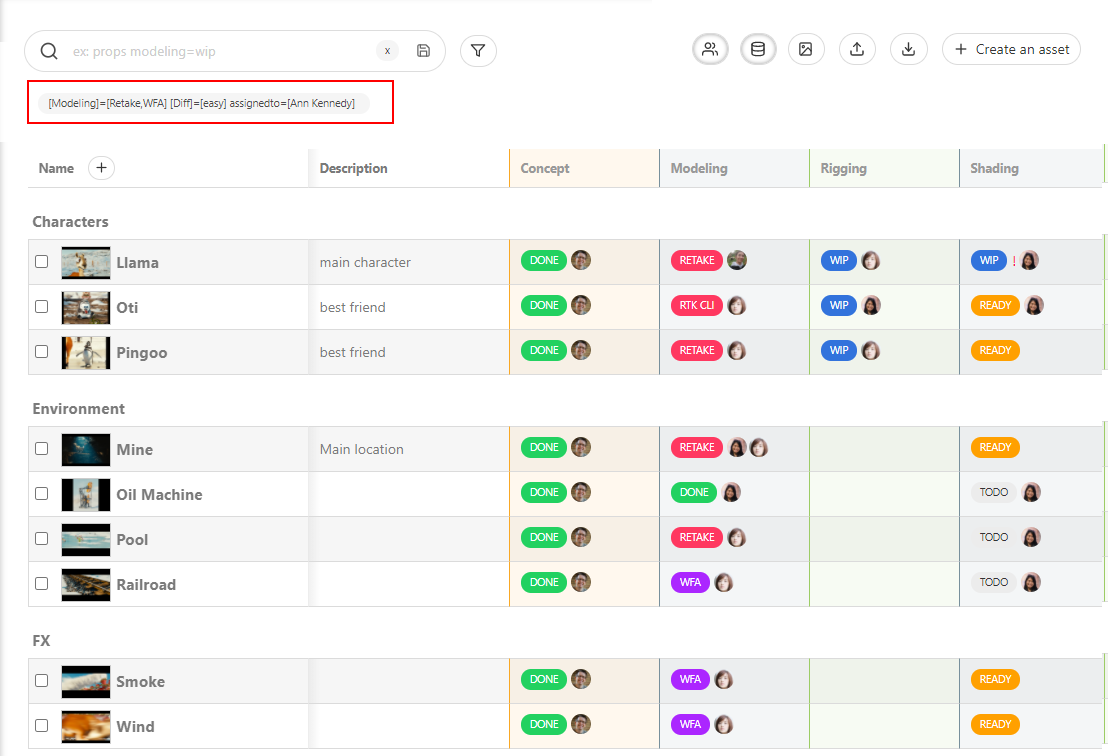 ex: props modeling=wip x
Create an asset
[Modeling]=[Retake,WFA] [Diff]=[easy] assignedto=[Ann Kennedy]
Name + Description Concept Modeling Rigging Shading
Characters
Llama main character DONE RETAKE WIP WIP !
Oti best friend DONE RTK CLI WIP READY
Pingoo best friend DONE RETAKE WIP READY
Environment
Mine Main location DONE RETAKE READY
Oil Machine DONE DONE TODO
Pool DONE RETAKE TODO
Railroad DONE WFA TODO
FX
Smoke DONE WFA READY
Wind DONE WFA READY